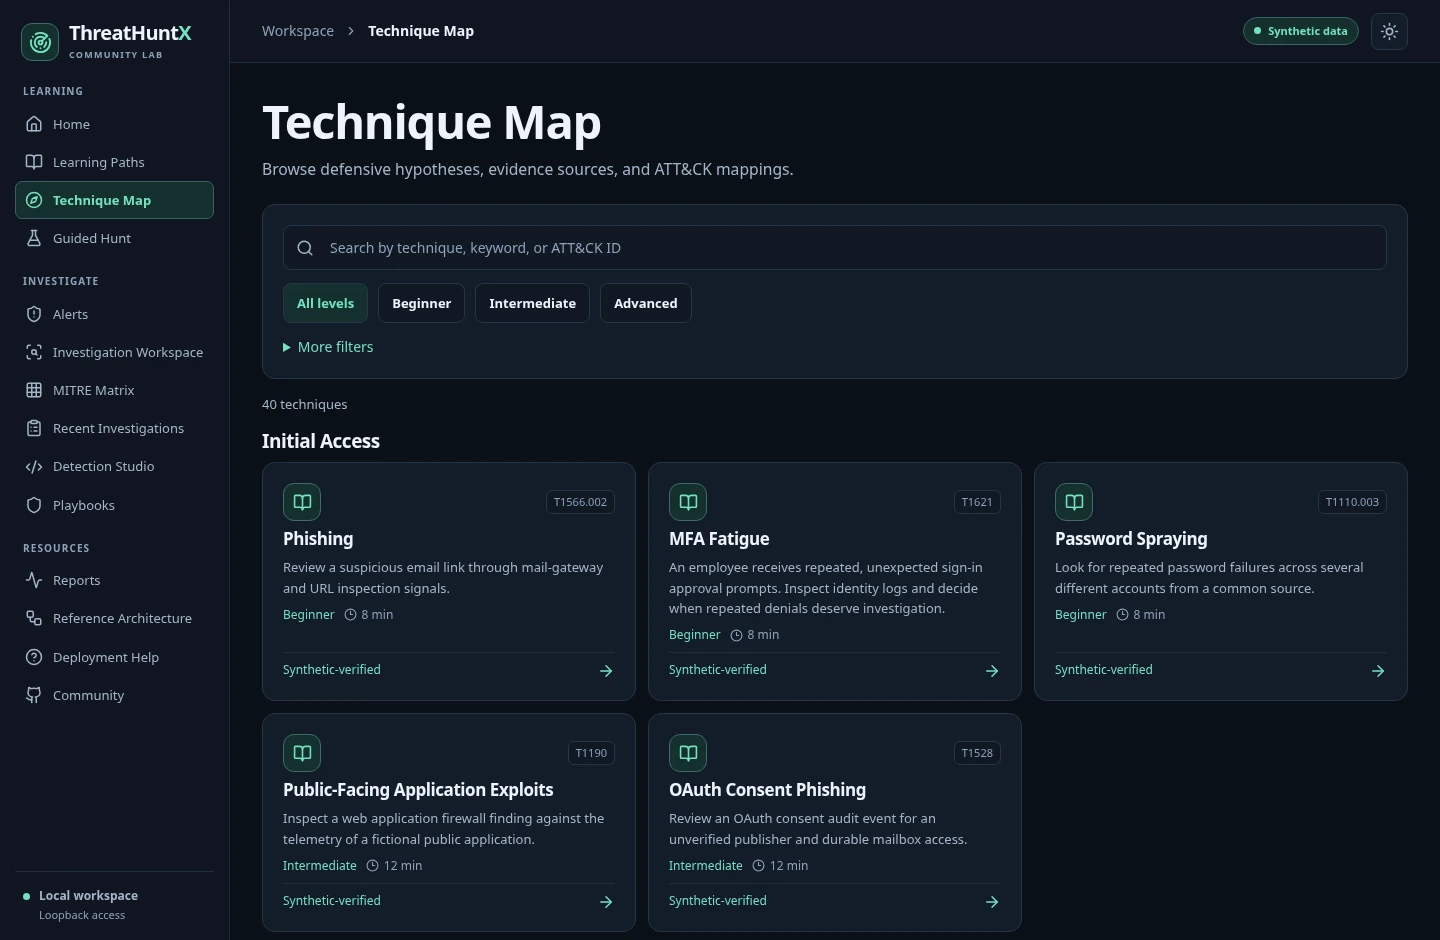 ThreatHuntX
COMMUNITY LAB
LEARNING
Home
Learning Paths
Technique Map
Guided Hunt
INVESTIGATE
Alerts
Investigation Workspace
MITRE Matrix
Recent Investigations
Detection Studio
Playbooks
RESOURCES
Reports
Reference Architecture
Deployment Help
Community
Local workspace
Loopback access
Workspace > Technique Map
Synthetic data
Technique Map
Browse defensive hypotheses, evidence sources, and ATT&CK mappings.
Search by technique, keyword, or ATT&CK ID
All levels Beginner Intermediate Advanced
More filters
40 techniques
Initial Access
T1566.002
Phishing
Review a suspicious email link through mail-gateway
and URL inspection signals.
Beginner 8 min
Synthetic-verified
T1621
MFA Fatigue
An employee receives repeated, unexpected sign-in
approval prompts. Inspect identity logs and decide
when repeated denials deserve investigation.
Beginner 8 min
Synthetic-verified
T1110.003
Password Spraying
Look for repeated password failures across several
different accounts from a common source.
Beginner 8 min
Synthetic-verified
T1190
Public-Facing Application Exploits
Inspect a web application firewall finding against the
telemetry of a fictional public application.
Intermediate 12 min
Synthetic-verified
T1528
OAuth Consent Phishing
Review an OAuth consent audit event for an
unverified publisher and durable mailbox access.
Intermediate 12 min
Synthetic-verified